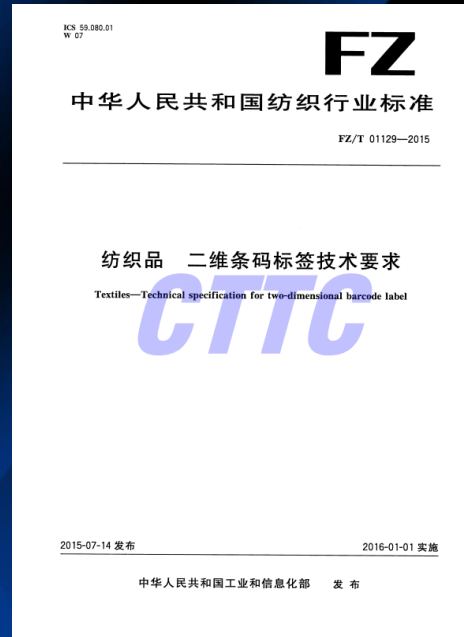 ICS 59.080.01
W 07
FZ
中华人民共和国纺织行业标准
FZ/T 01129—2015
纺织品 二维条码标签技术要求
Textiles—Technical specification for two-dimensional barcode label
CTTC
2015-07-14 发布 2016-01-01 实施
中华人民共和国工业和信息化部 发布